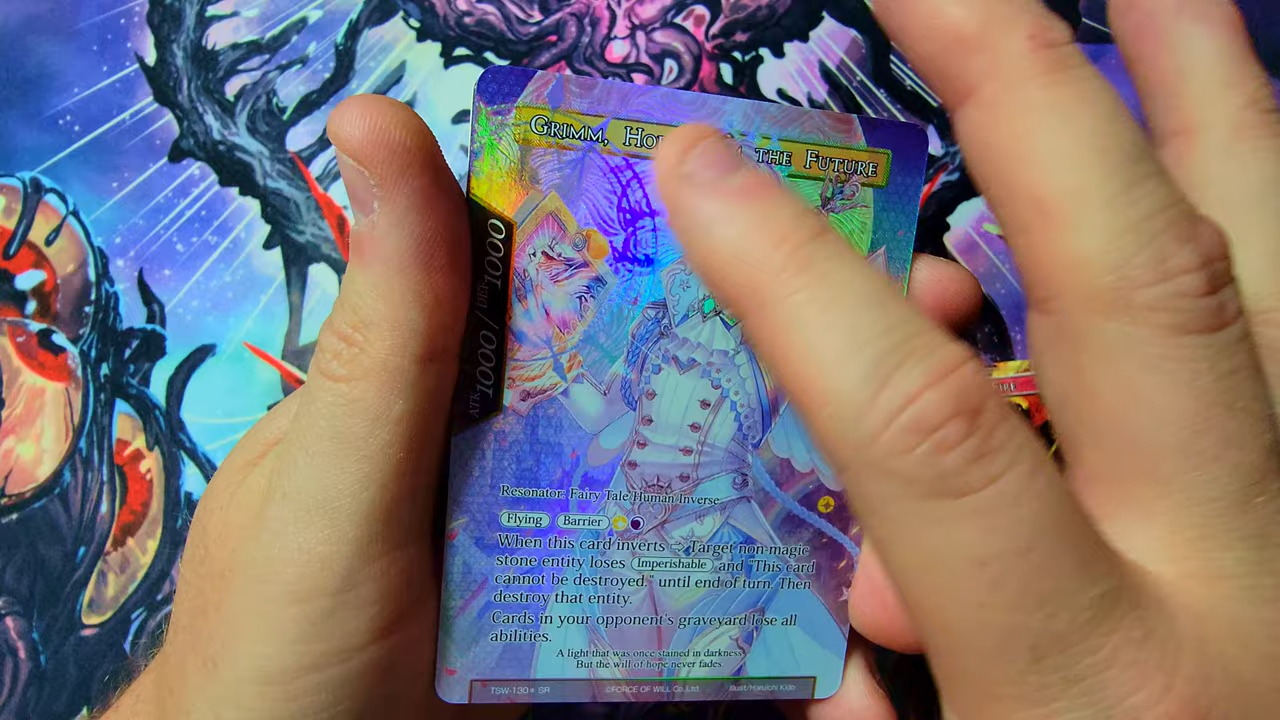 GRIMM, THE FUTURE
ATK 1000 / DEF 1000
Resonator: Fairy Tale/Human Inverse
Flying Barrier
When this card inverts ⇨ Target non-magic
stone entity loses Imperishable and "This card
cannot be destroyed." until end of turn. Then
destroy that entity.
Cards in your opponent's graveyard lose all
abilities.
A light that was once stained in darkness.
But the will of hope never fades.
TSW-130★ SR ©FORCE OF WILL Co.,Ltd. Illust/Maruichi Kido